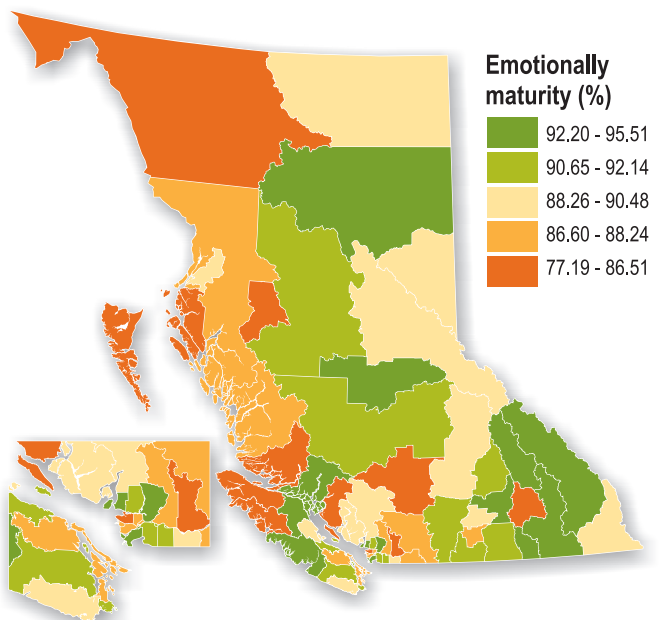 Emotionally
maturity (%)
92.20 - 95.51
90.65 - 92.14
88.26 - 90.48
86.60 - 88.24
77.19 - 86.51